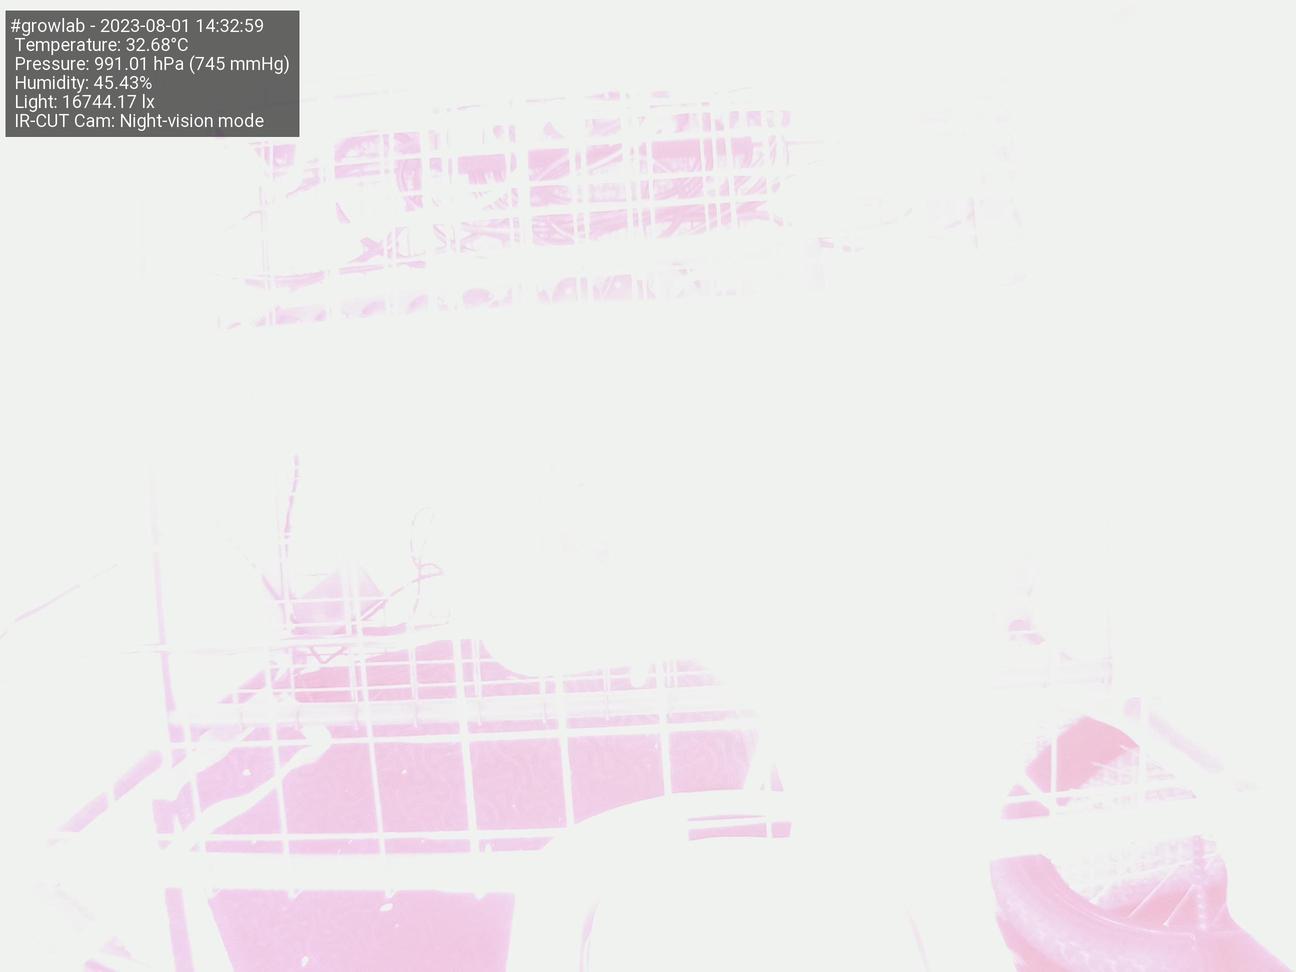 #growlab - 2023-08-01 14:32:59
Temperature: 32.68°C
Pressure: 991.01 hPa (745 mmHg)
Humidity: 45.43%
Light: 16744.17 lx
IR-CUT Cam: Night-vision mode